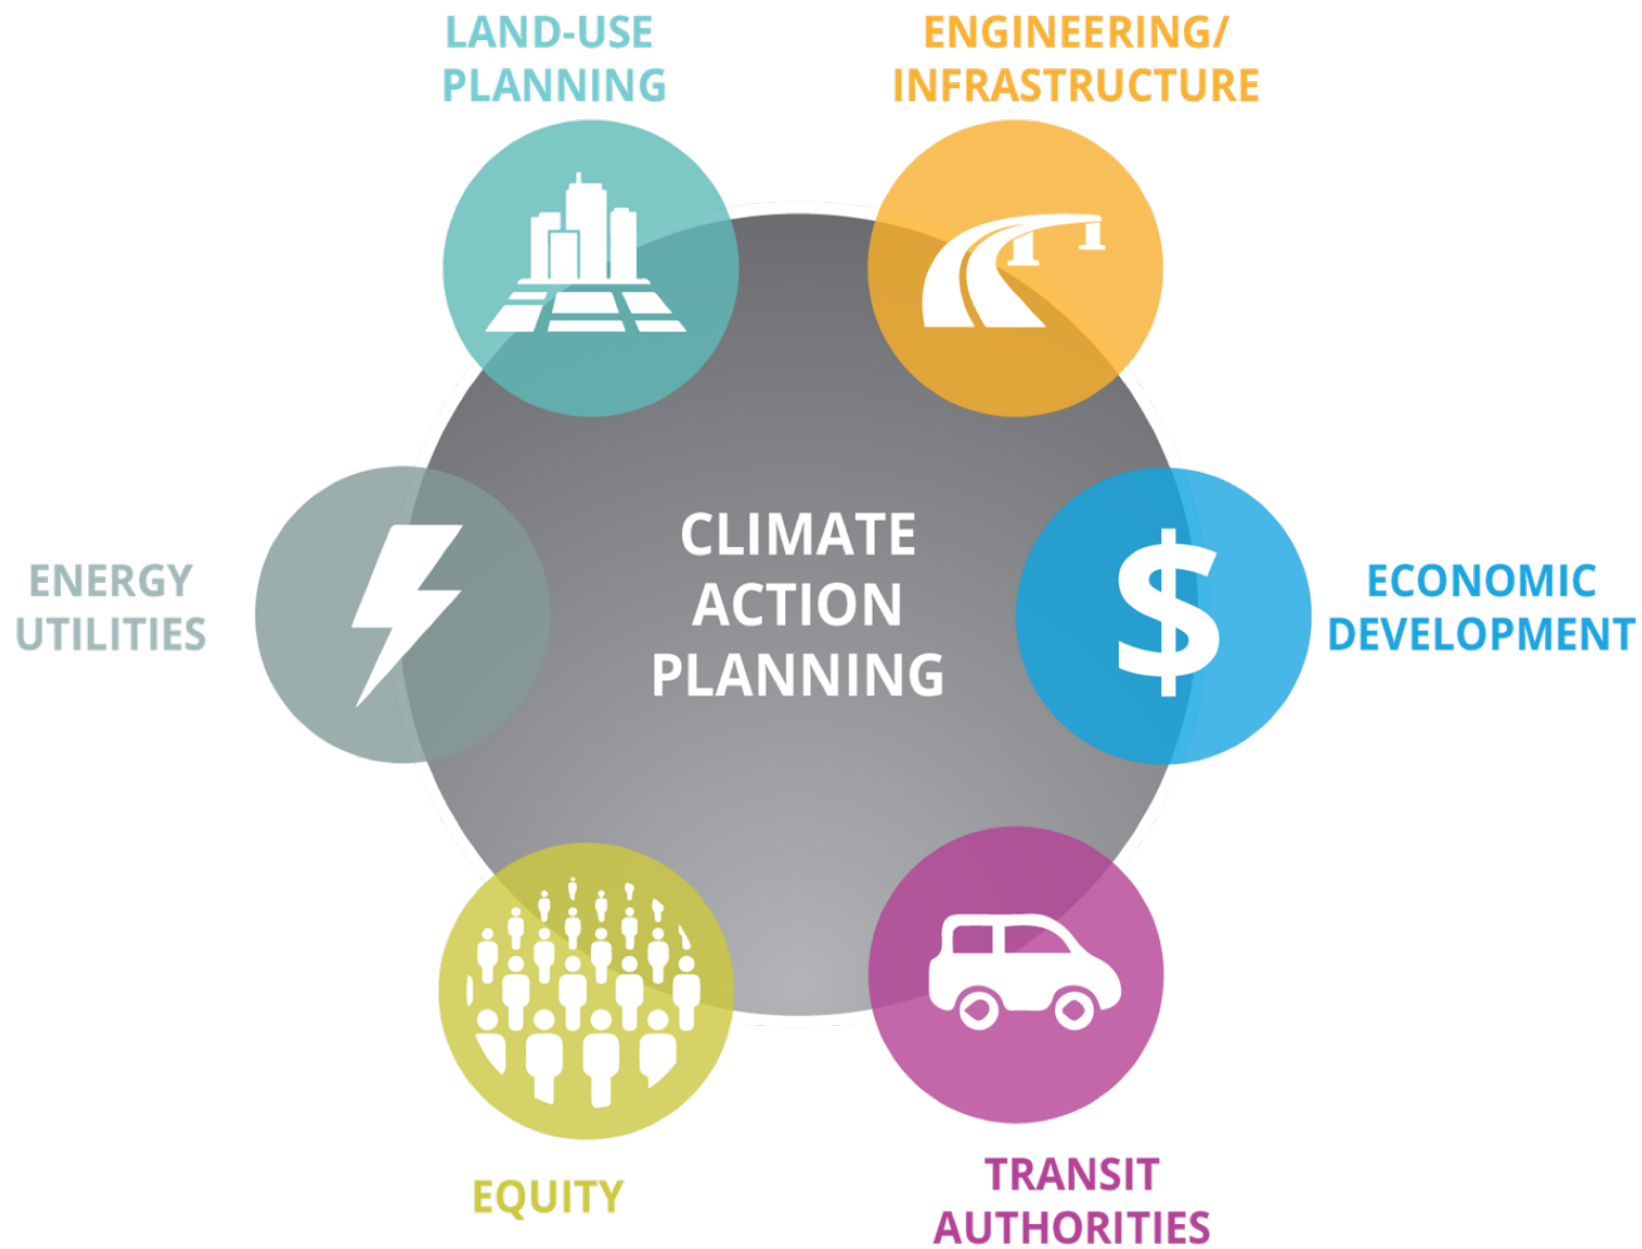 LAND-USE
PLANNING
ENGINEERING/
INFRASTRUCTURE
CLIMATE
ACTION
PLANNING
ENERGY
UTILITIES
$
ECONOMIC
DEVELOPMENT
EQUITY
TRANSIT
AUTHORITIES